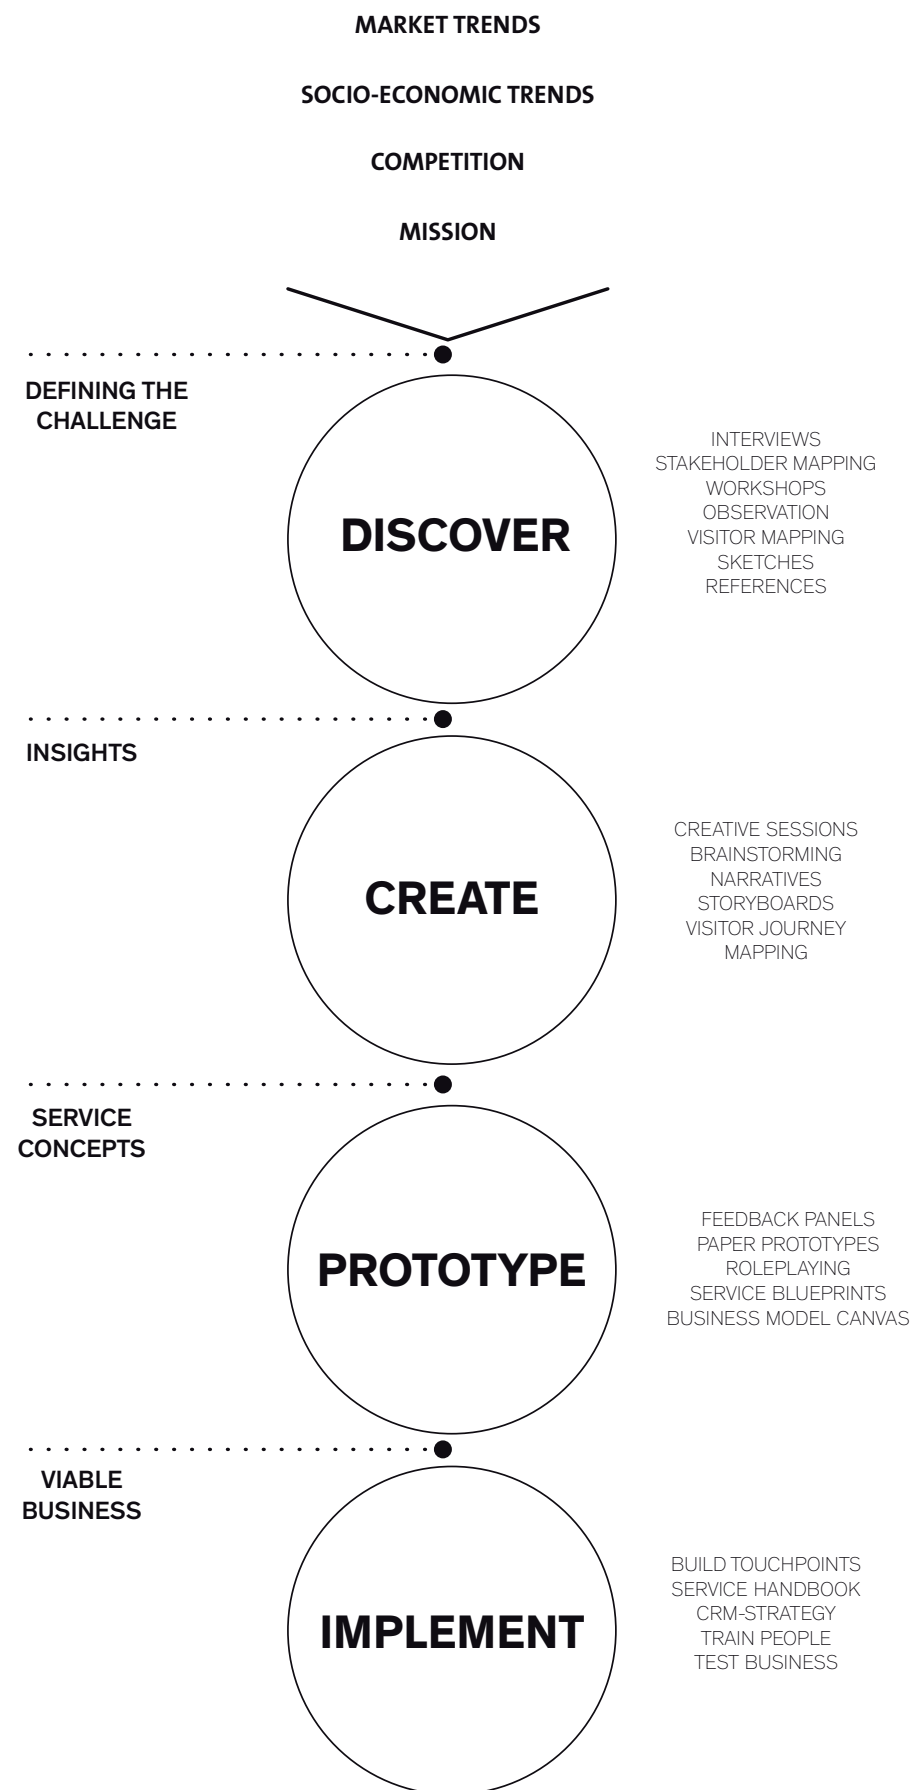 MARKET TRENDS
SOCIO-ECONOMIC TRENDS
COMPETITION
MISSION
DEFINING THE
CHALLENGE
DISCOVER
INTERVIEWS
STAKEHOLDER MAPPING
WORKSHOPS
OBSERVATION
VISITOR MAPPING
SKETCHES
REFERENCES
INSIGHTS
CREATE
CREATIVE SESSIONS
BRAINSTORMING
NARRATIVES
STORYBOARDS
VISITOR JOURNEY
MAPPING
SERVICE
CONCEPTS
PROTOTYPE
FEEDBACK PANELS
PAPER PROTOTYPES
ROLEPLAYING
SERVICE BLUEPRINTS
BUSINESS MODEL CANVAS
VIABLE
BUSINESS
IMPLEMENT
BUILD TOUCHPOINTS
SERVICE HANDBOOK
CRM-STRATEGY
TRAIN PEOPLE
TEST BUSINESS